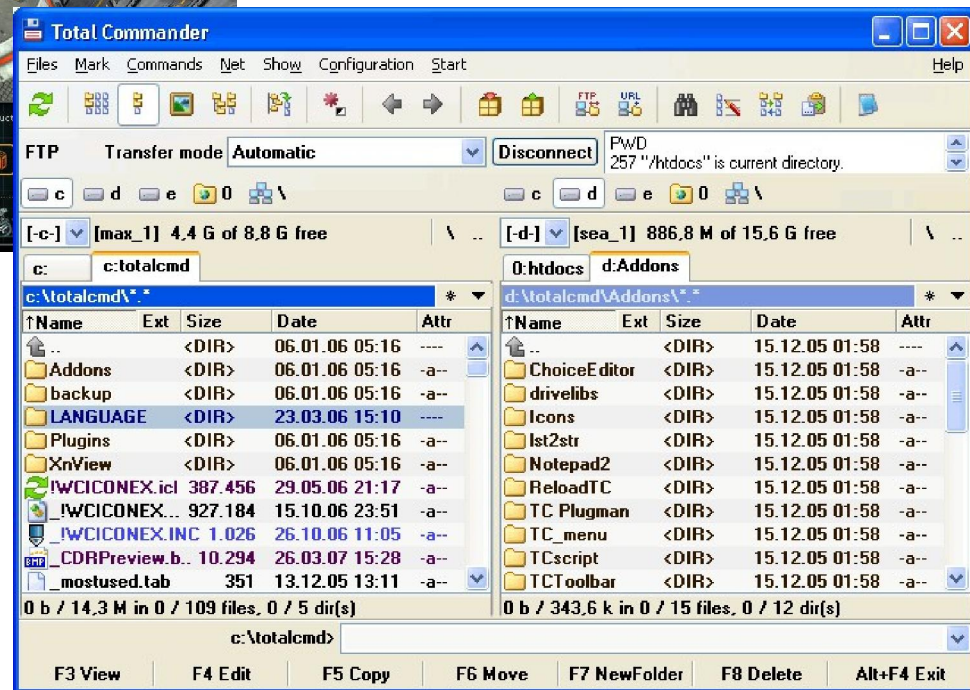 Total Commander
Files Mark Commands Net Show Configuration Start Help
FTP URL
FTP Transfer mode Automatic Disconnect PWD
257 "/htdocs" is current directory.
c d e 0 \ c d e 0 \
[-c-] [max_1] 4,4 G of 8,8 G free \ .. [-d-] [sea_1] 886,8 M of 15,6 G free \ ..
c: c:totalcmd 0:htdocs d:Addons
c:\totalcmd\*.* * d:\totalcmd\Addons\*.* *
↑Name Ext Size Date Attr ↑Name Ext Size Date Attr
.. <DIR> 06.01.06 05:16 ---- .. <DIR> 15.12.05 01:58 ----
Addons <DIR> 06.01.06 05:16 -a-- ChoiceEditor <DIR> 15.12.05 01:58 -a--
backup <DIR> 06.01.06 05:16 -a-- drivelibs <DIR> 15.12.05 01:58 -a--
LANGUAGE <DIR> 23.03.06 15:10 ---- Icons <DIR> 15.12.05 01:58 -a--
Plugins <DIR> 06.01.06 05:16 -a-- lst2str <DIR> 15.12.05 01:58 -a--
XnView <DIR> 06.01.06 05:16 -a-- Notepad2 <DIR> 15.12.05 01:58 -a--
!WCICONEX.icl 387.456 29.05.06 21:17 -a-- ReloadTC <DIR> 15.12.05 01:58 -a--
_!WCICONEX... 927.184 15.10.06 23:51 -a-- TC Plugman <DIR> 15.12.05 01:58 -a--
_!WCICONEX.INC 1.026 26.10.06 11:05 -a-- TC_menu <DIR> 15.12.05 01:58 -a--
BMP _CDRPreview.b.. 10.294 26.03.07 15:28 -a-- TCscript <DIR> 15.12.05 01:58 -a--
_mostused.tab 351 13.12.05 13:11 -a-- TCToolbar <DIR> 15.12.05 01:58 -a--
0 b / 14,3 M in 0 / 109 files, 0 / 5 dir(s) 0 b / 343,6 k in 0 / 15 files, 0 / 12 dir(s)
c:\totalcmd>
F3 View F4 Edit F5 Copy F6 Move F7 NewFolder F8 Delete Alt+F4 Exit